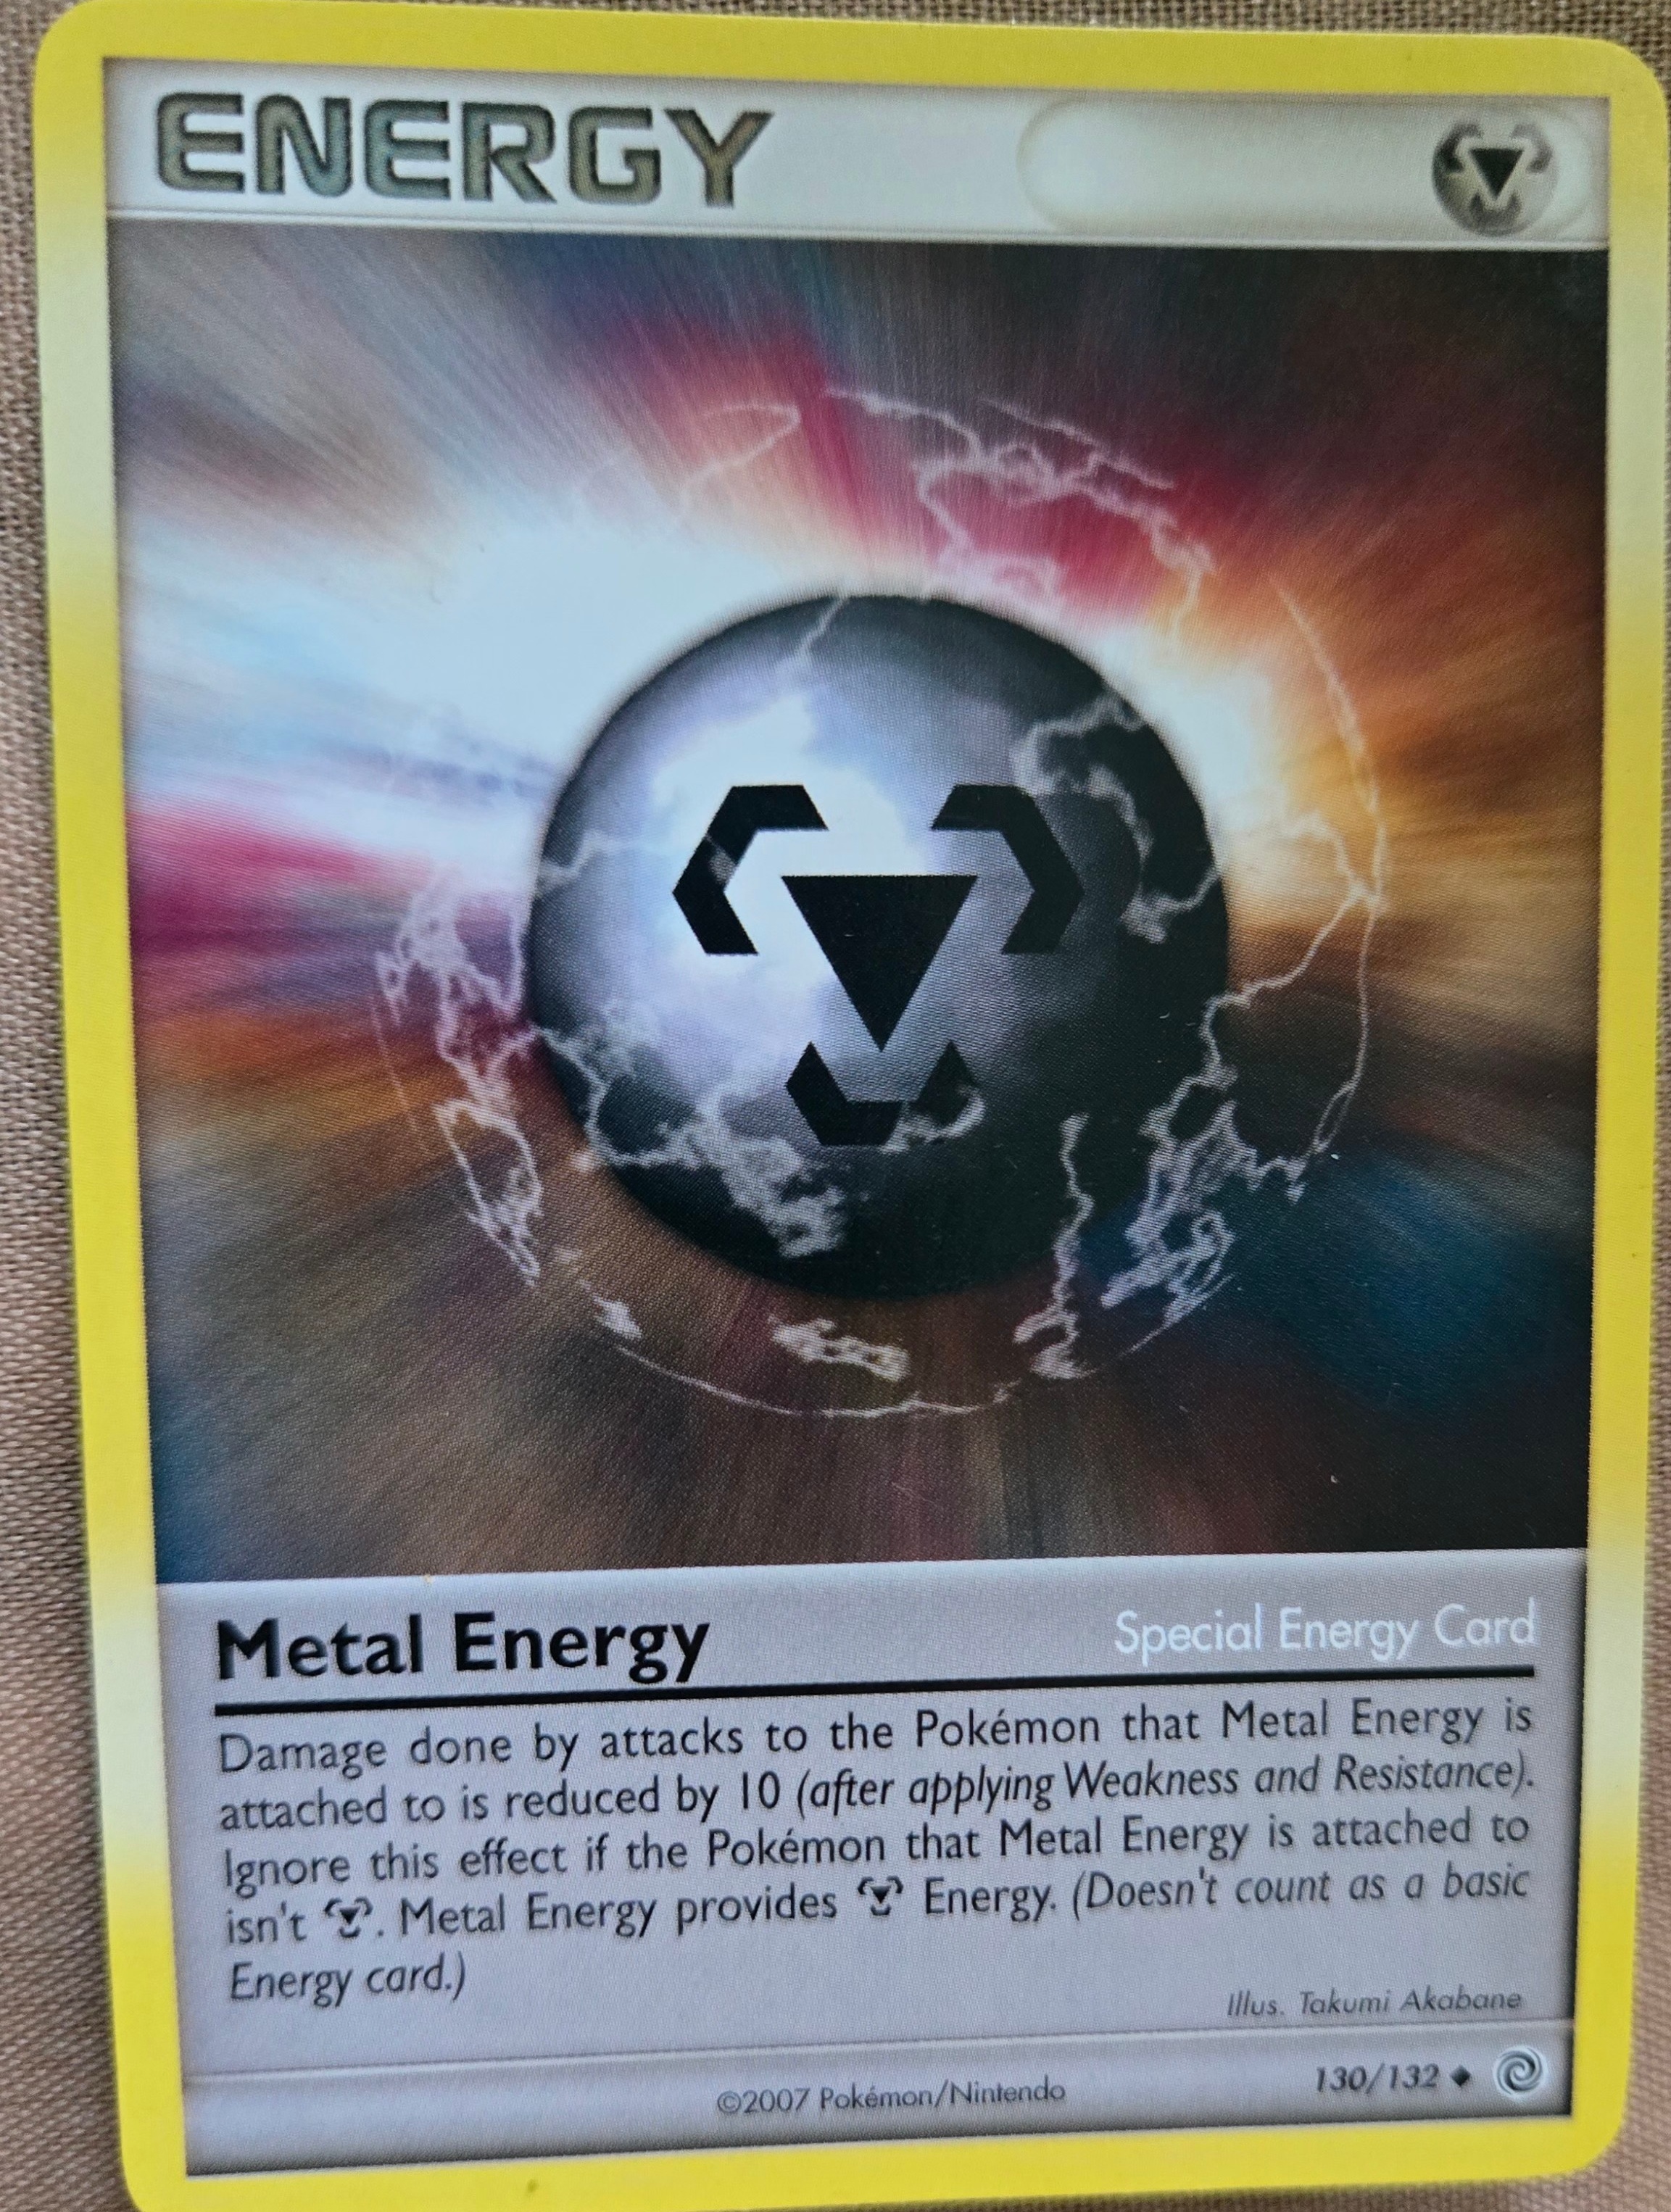 ENERGY
Metal Energy
Special Energy Card
Damage done by attacks to the Pokémon that Metal Energy is
attached to is reduced by 10 (after applying Weakness and Resistance).
Ignore this effect if the Pokémon that Metal Energy is attached to
isn't . Metal Energy provides Energy. (Doesn't count as a basic
Energy card.)
Illus. Takumi Akabane
©2007 Pokémon/Nintendo
130/132 ◆